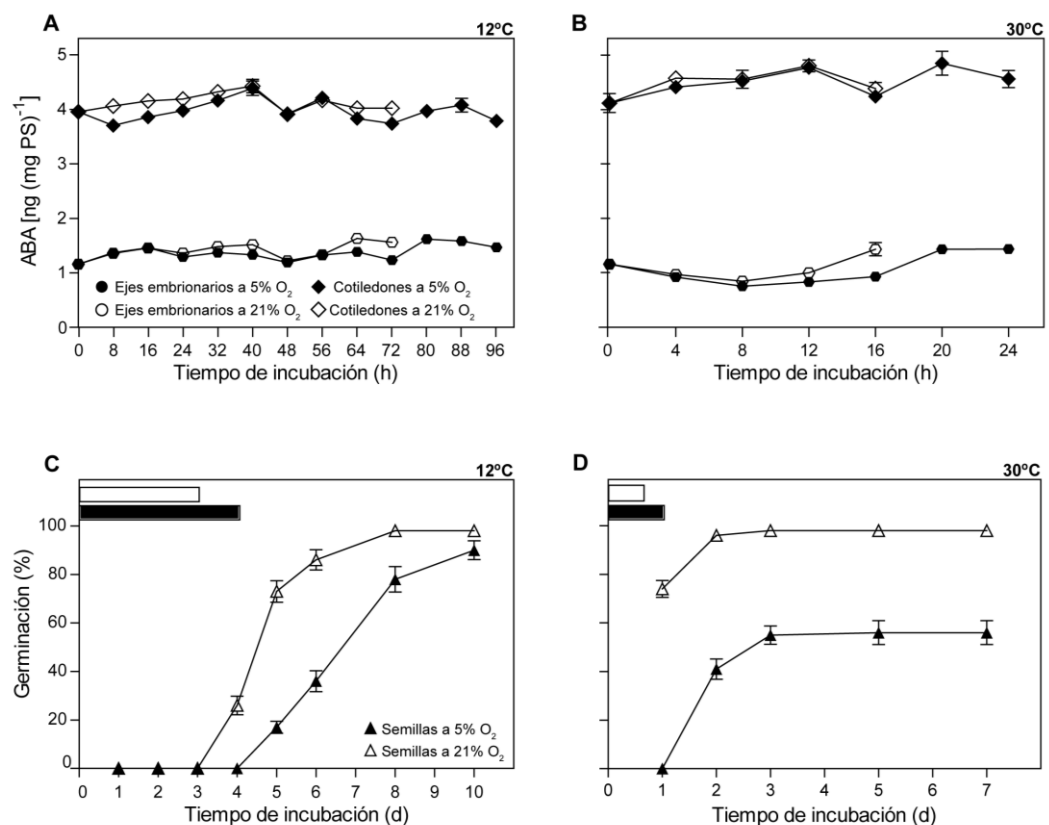 A
12ºC
5
4
3
2
1
0
ABA [ng (mg PS)⁻¹
Ejes embrionarios a 5% O₂
Cotiledones a 5% O₂
Ejes embrionarios a 21% O₂
Cotiledones a 21% O₂
0 8 16 24 32 40 48 56 64 72 80 88 96
Tiempo de incubación (h)
B
30ºC
0 4 8 12 16 20 24
Tiempo de incubación (h)
C
12ºC
100
80
60
40
20
0
Germinación (%)
Semillas a 5% O₂
Semillas a 21% O₂
0 1 2 3 4 5 6 7 8 9 10
Tiempo de incubación (d)
D
30ºC
0 1 2 3 4 5 6 7
Tiempo de incubación (d)